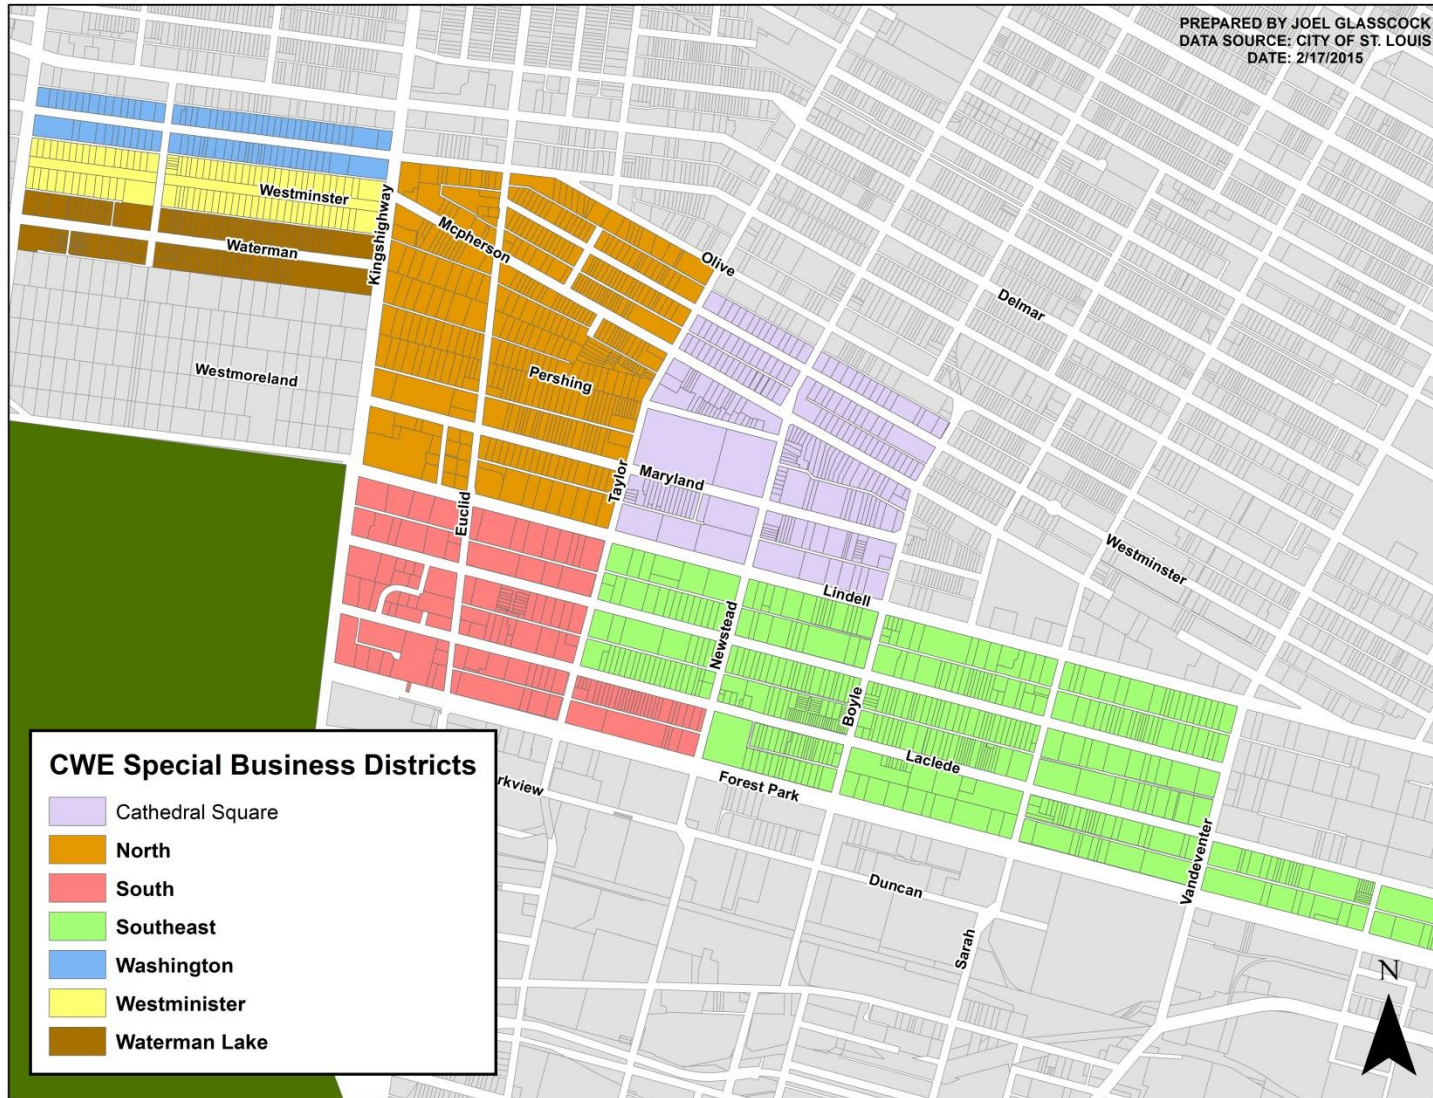 PREPARED BY JOEL GLASSCOCK
DATA SOURCE: CITY OF ST. LOUIS
DATE: 2/17/2015
Westminster
Kingshighway
Waterman
Mcpherson
Olive
Delmar
Westmoreland
Pershing
Maryland
Taylor
Euclid
Westminster
Lindell
Newstead
Boyle
Laclede
Forest Park
rkview
Vandeventer
Duncan
Sarah
CWE Special Business Districts
Cathedral Square
North
South
Southeast
Washington
Westminister
Waterman Lake
N